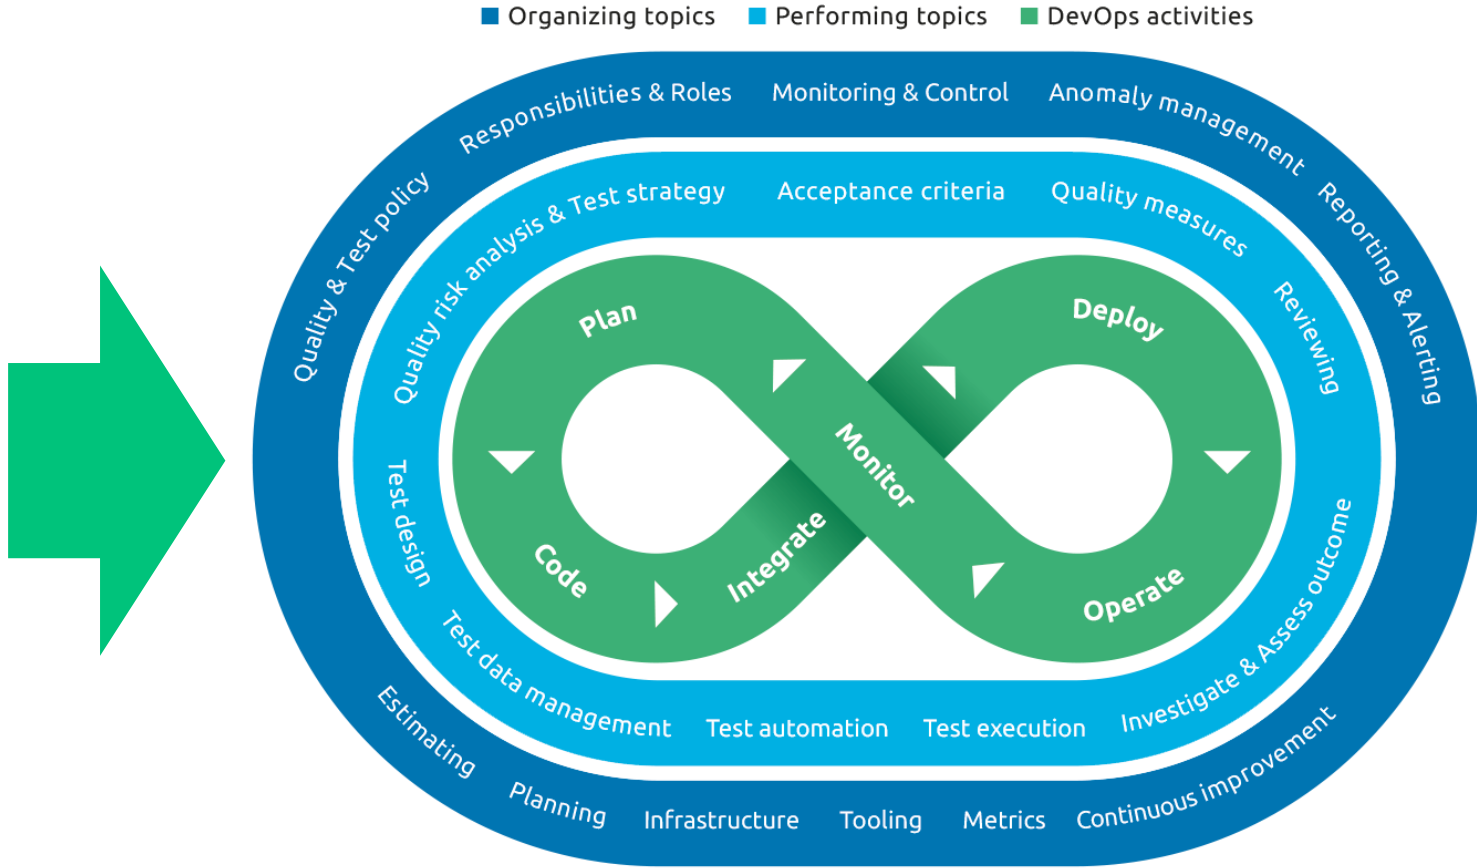 Organizing topics
Performing topics
DevOps activities
Quality & Test policy
Responsibilities & Roles
Monitoring & Control
Anomaly management
Reporting & Alerting
Quality risk analysis & Test strategy
Acceptance criteria
Quality measures
Reviewing
Plan
Deploy
Monitor
Code
Integrate
Operate
Test design
Test data management
Test automation
Test execution
Investigate & Assess outcome
Estimating
Planning
Infrastructure
Tooling
Metrics
Continuous improvement